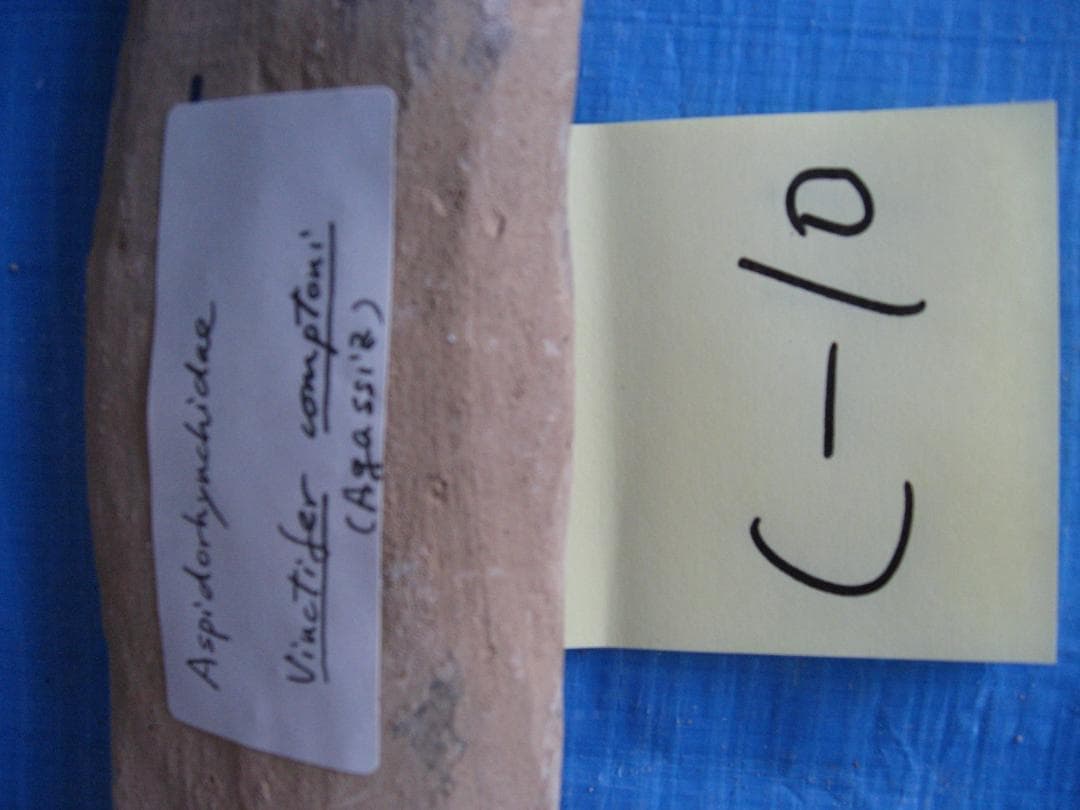 Aspidorhynchidae
Vinctifer comptoni
(Agassiz)
C-10